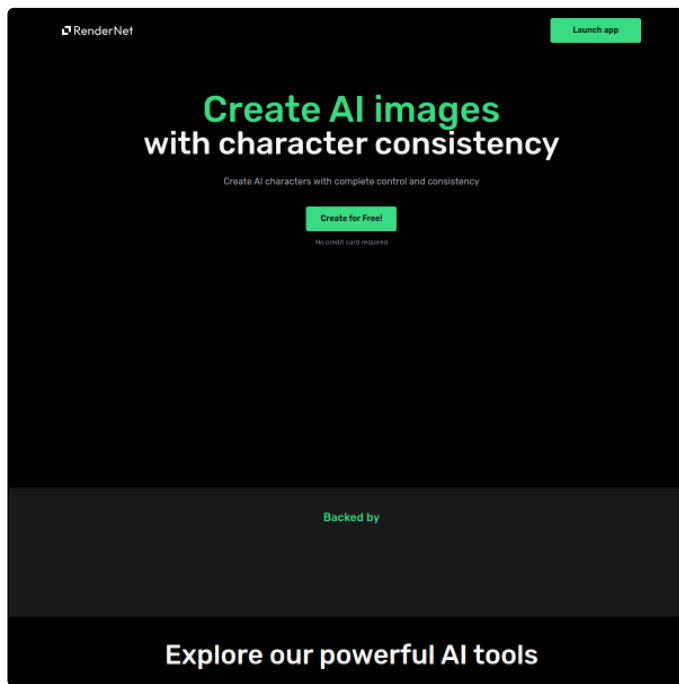 RenderNet
Launch app
Create AI images
with character consistency
Create AI characters with complete control and consistency
Create for Free!
No credit card required
Backed by
Explore our powerful AI tools